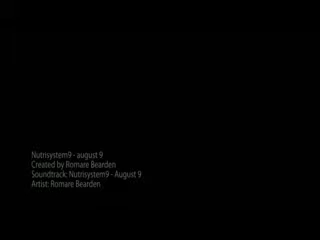 Nutrisystem9 - august 9
Created by Romare Bearden
Soundtrack: Nutrisystem9 - August 9
Artist: Romare Bearden